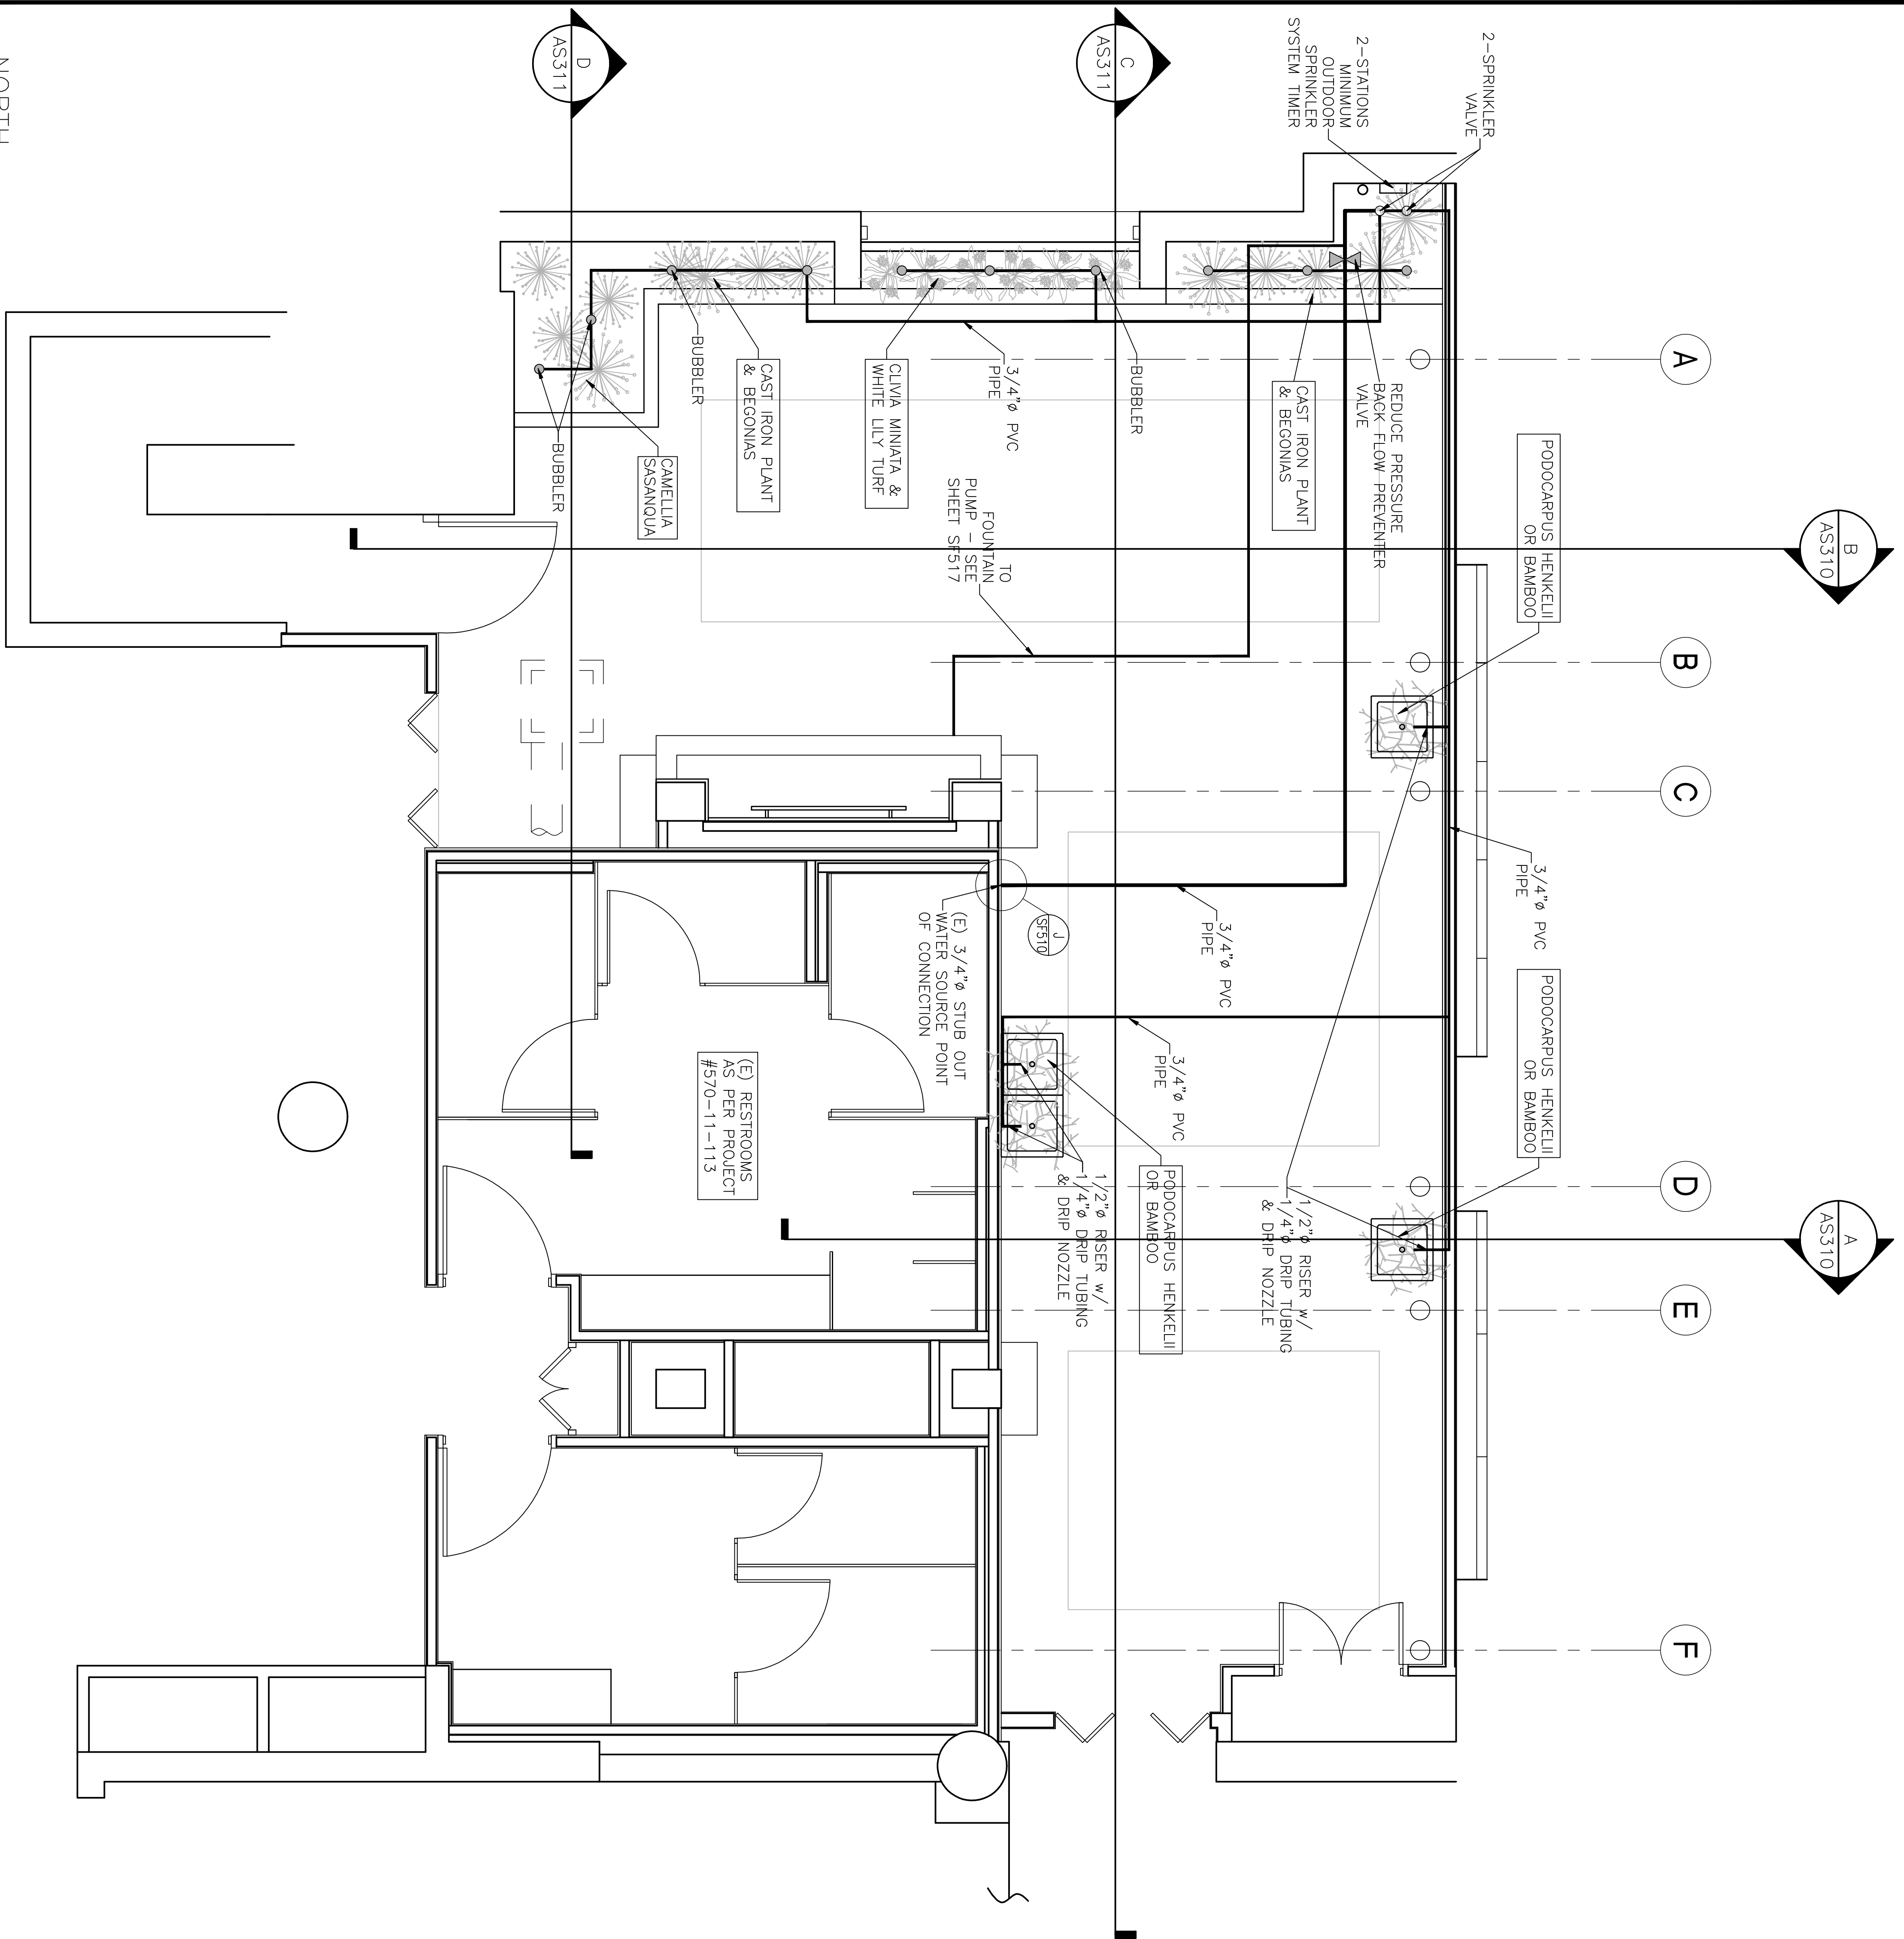 NORTH
D
AS311
C
AS311
2-SPRINKLER
VALVE
2-STATIONS
MINIMUM
OUTDOOR
SPRINKLER
SYSTEM TIMER
A
B
C
D
E
F
B
AS310
A
AS310
PODOCARPUS HENKELII
OR BAMBOO
PODOCARPUS HENKELII
OR BAMBOO
3/4"ø PVC
PIPE
REDUCE PRESSURE
BACK FLOW PREVENTER
VALVE
CAST IRON PLANT
& BEGONIAS
BUBBLER
3/4"ø PVC
PIPE
CLIVIA MINIATA &
WHITE LILY TURF
CAST IRON PLANT
& BEGONIAS
BUBBLER
CAMELLIA
SASANQUA
BUBBLER
TO
FOUNTAIN
PUMP - SEE
SHEET SF517
3/4"ø PVC
PIPE
J
SF510
(E) 3/4"ø STUB OUT
WATER SOURCE POINT
OF CONNECTION
3/4"ø PVC
PIPE
1/2"ø RISER w/
1/4"ø DRIP TUBING
& DRIP NOZZLE
PODOCARPUS HENKELII
OR BAMBOO
1/2"ø RISER w/
1/4"ø DRIP TUBING
& DRIP NOZZLE
(E) RESTROOMS
AS PER PROJECT
#570-11-113